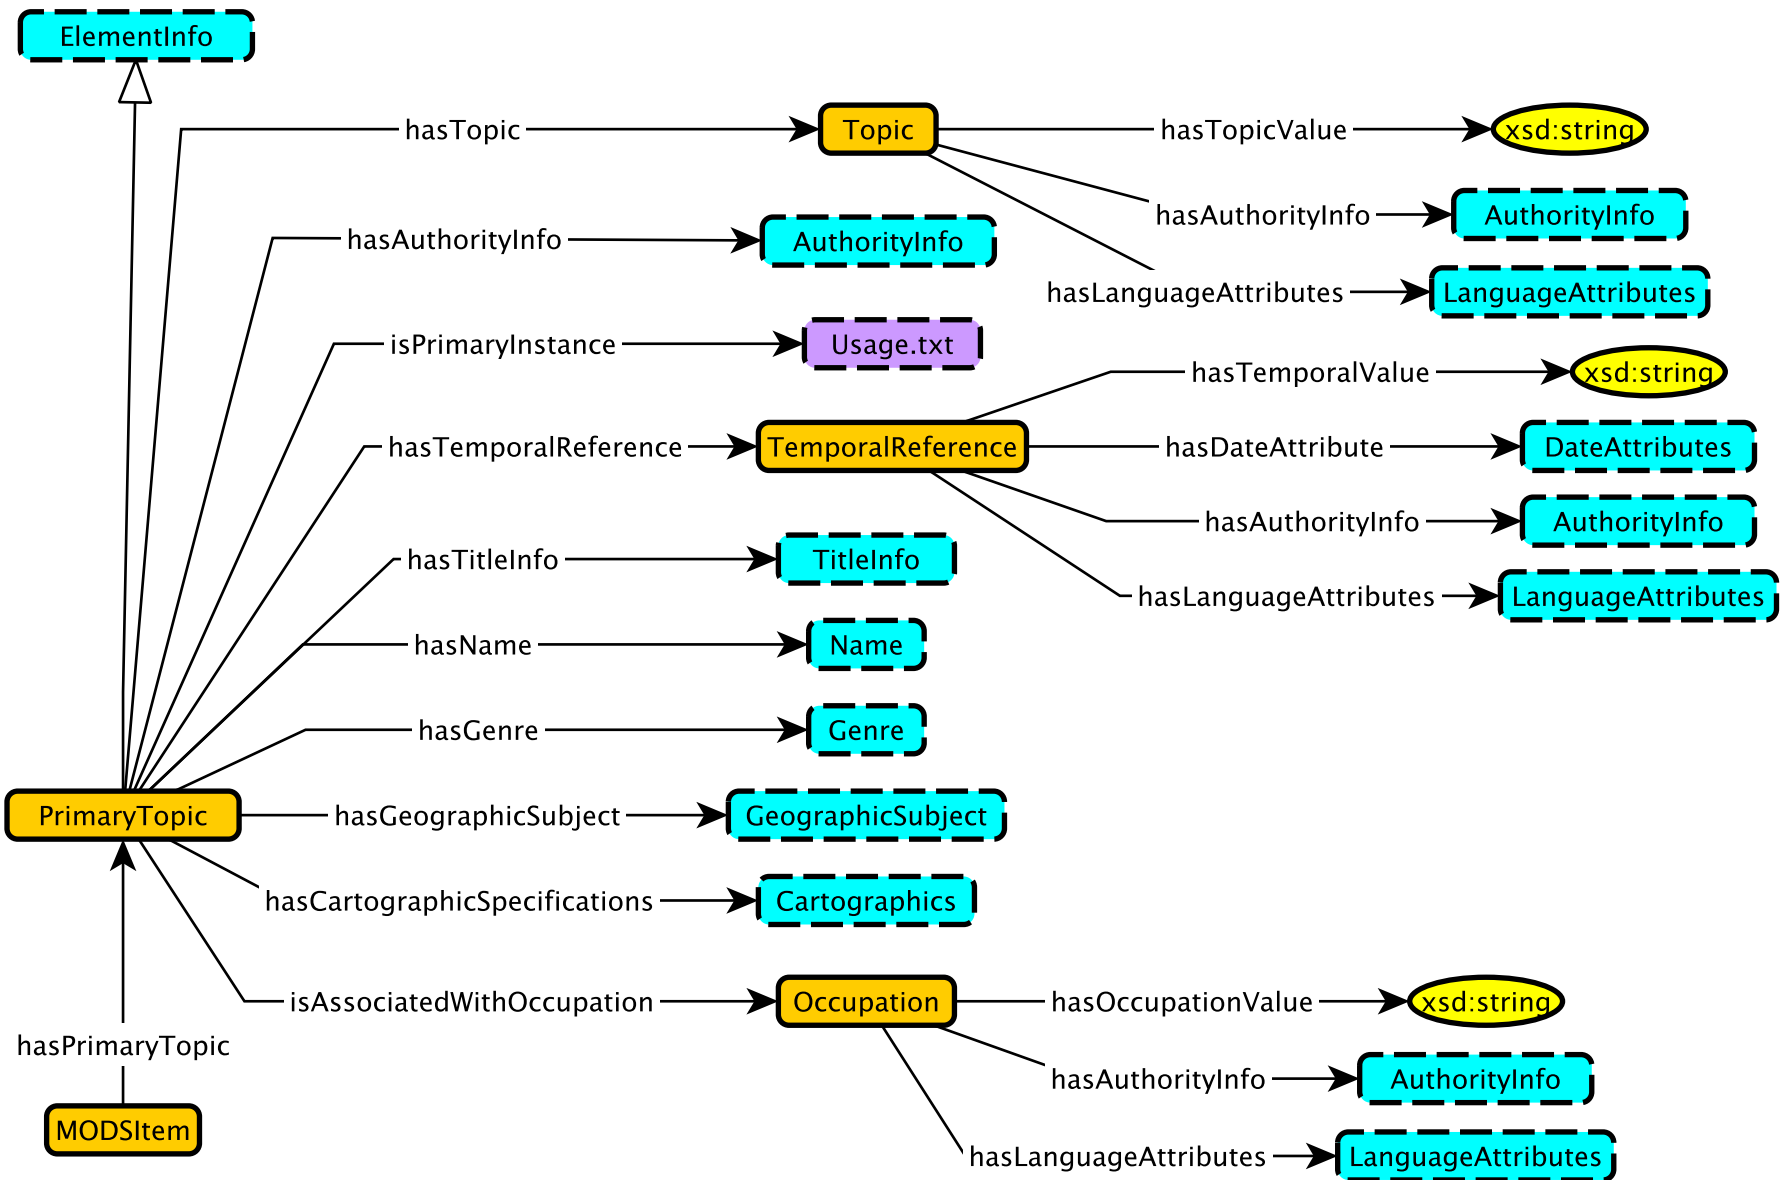 ElementInfo
hasTopic
Topic
hasTopicValue
xsd:string
hasAuthorityInfo
AuthorityInfo
hasAuthorityInfo
AuthorityInfo
hasLanguageAttributes
LanguageAttributes
isPrimaryInstance
Usage.txt
hasTemporalValue
xsd:string
hasTemporalReference
TemporalReference
hasDateAttribute
DateAttributes
hasAuthorityInfo
AuthorityInfo
hasTitleInfo
TitleInfo
hasLanguageAttributes
LanguageAttributes
hasName
Name
hasGenre
Genre
PrimaryTopic
hasGeographicSubject
GeographicSubject
hasCartographicSpecifications
Cartographics
isAssociatedWithOccupation
Occupation
hasOccupationValue
xsd:string
hasPrimaryTopic
hasAuthorityInfo
AuthorityInfo
MODSItem
hasLanguageAttributes
LanguageAttributes